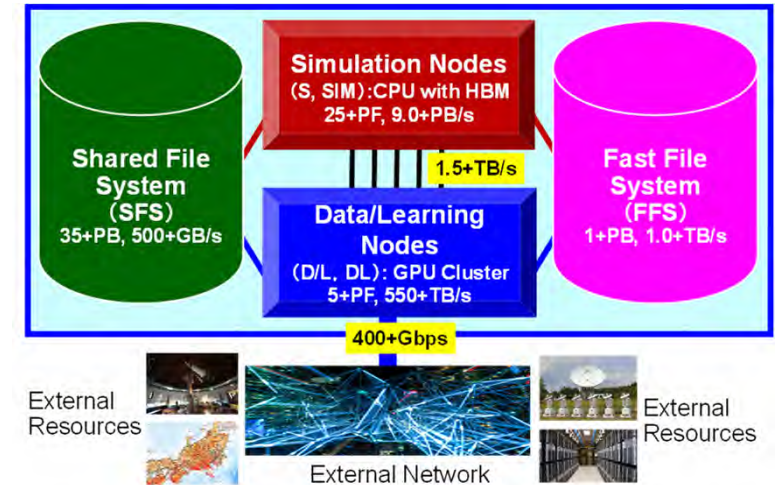 Simulation Nodes
(S, SIM):CPU with HBM
25+PF, 9.0+PB/s
Shared File
System
(SFS)
35+PB, 500+GB/s
1.5+TB/s
Fast File
System
(FFS)
1+PB, 1.0+TB/s
Data/Learning
Nodes
(D/L, DL): GPU Cluster
5+PF, 550+TB/s
400+Gbps
External
Resources
External
Resources
External Network